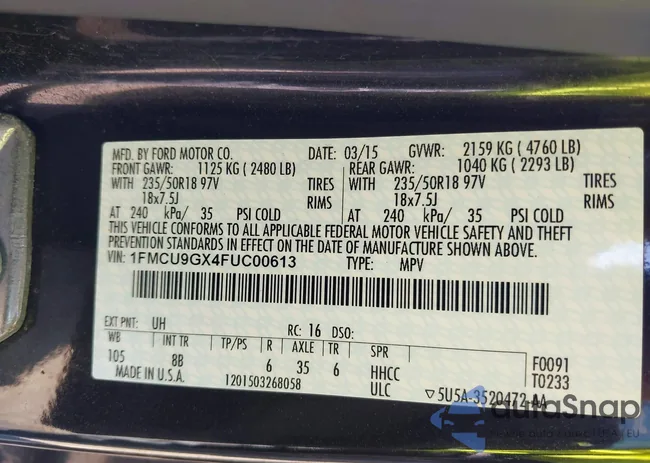 MFD. BY FORD MOTOR CO. DATE: 03/15 GVWR: 2159 KG ( 4760 LB)
FRONT GAWR: 1125 KG ( 2480 LB) REAR GAWR: 1040 KG ( 2293 LB)
WITH 235/50R18 97V TIRES WITH 235/50R18 97V TIRES
18x7.5J RIMS 18x7.5J RIMS
AT 240 kPa/ 35 PSI COLD AT 240 kPa/ 35 PSI COLD
THIS VEHICLE CONFORMS TO ALL APPLICABLE FEDERAL MOTOR VEHICLE SAFETY AND THEFT
PREVENTION STANDARDS IN EFFECT ON THE DATE OF MANUFACTURE SHOWN ABOVE.
VIN: 1FMCU9GX4FUC00613 TYPE: MPV
EXT PNT: UH RC: 16 DSO:
WB INT TR TP/PS R AXLE TR SPR F0091
105 8B 6 35 6 HHCC T0233
MADE IN U.S.A. 1201503268058 ULC ▽5U5A-3520472-AA
autoSnap